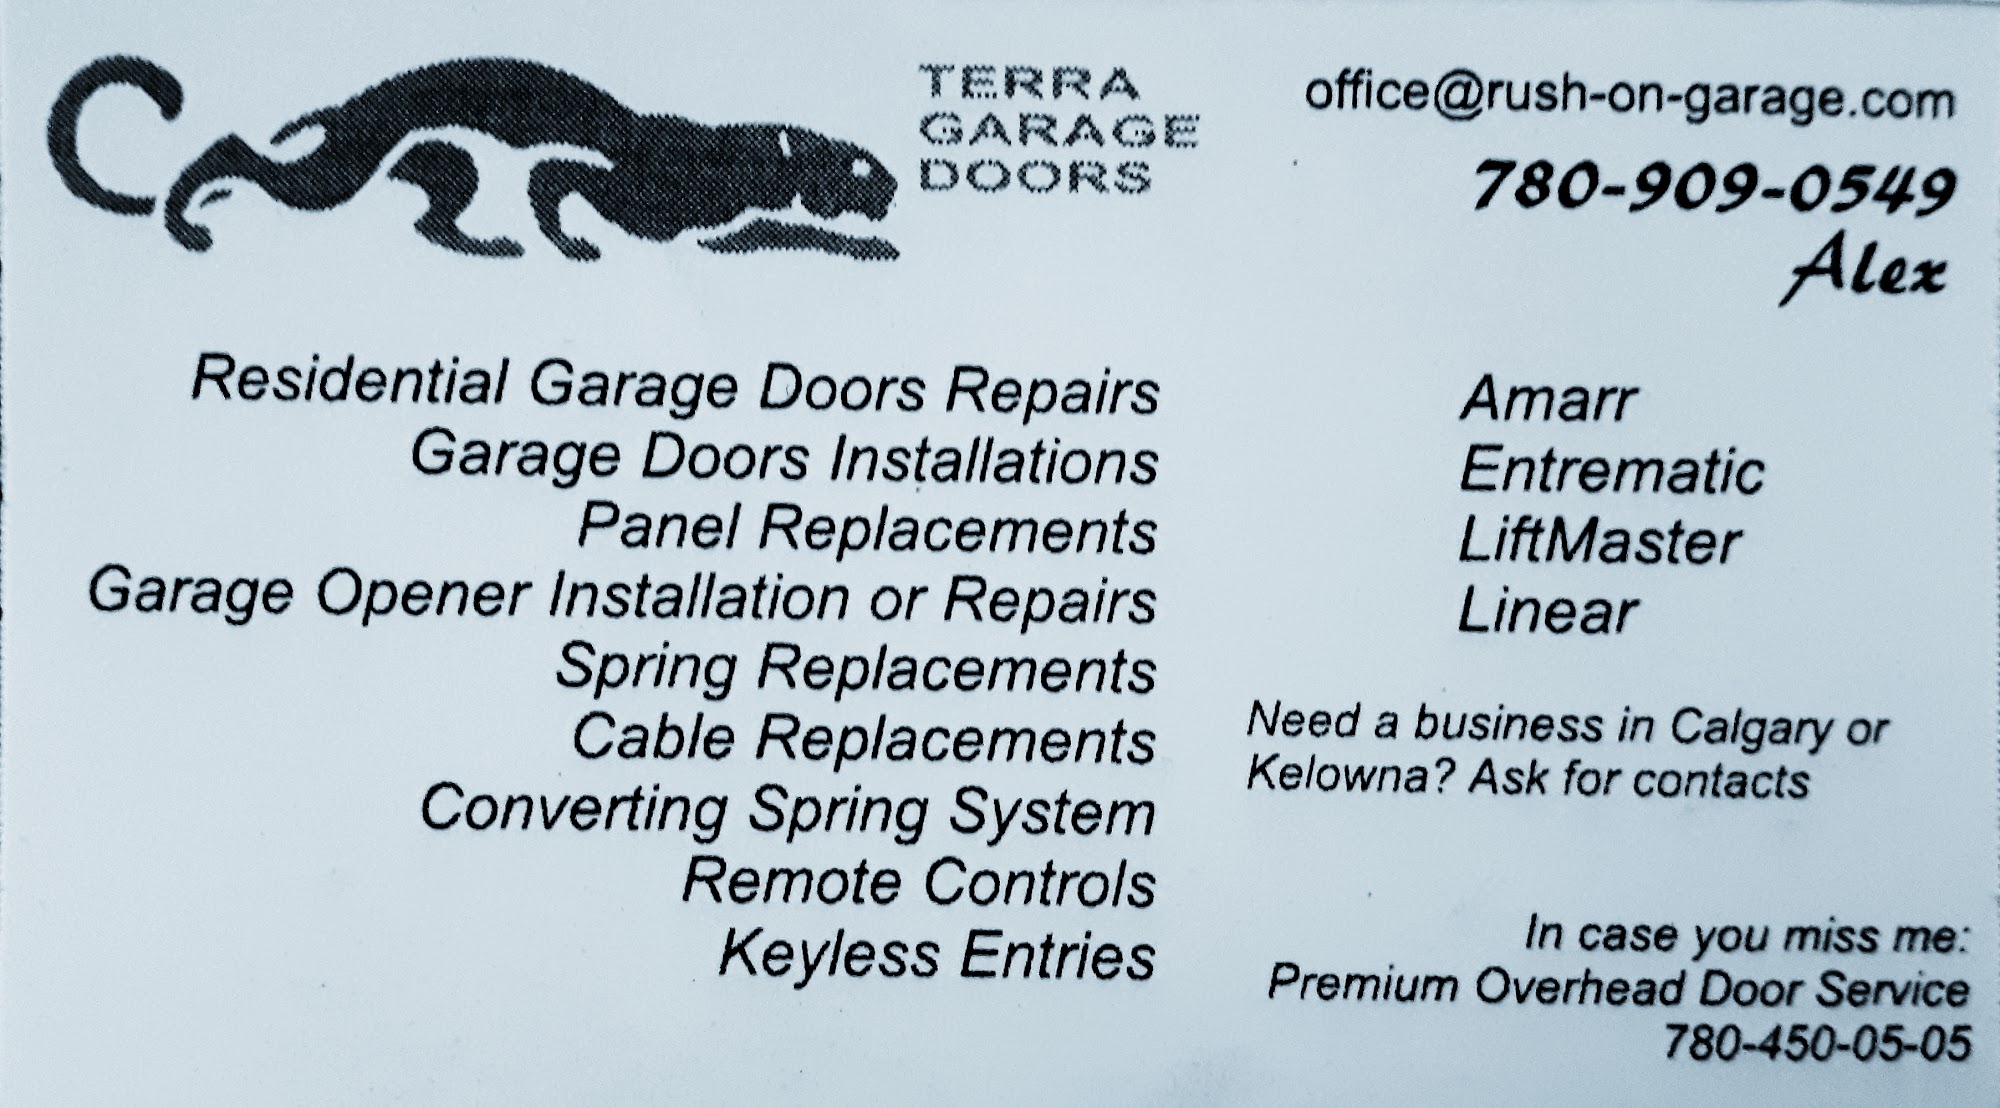 TERRA
GARAGE
DOORS
office@rush-on-garage.com
780-909-0549
Alex
Residential Garage Doors Repairs
Garage Doors Installations
Panel Replacements
Garage Opener Installation or Repairs
Spring Replacements
Cable Replacements
Converting Spring System
Remote Controls
Keyless Entries
Amarr
Entrematic
LiftMaster
Linear
Need a business in Calgary or
Kelowna? Ask for contacts
In case you miss me:
Premium Overhead Door Service
780-450-05-05